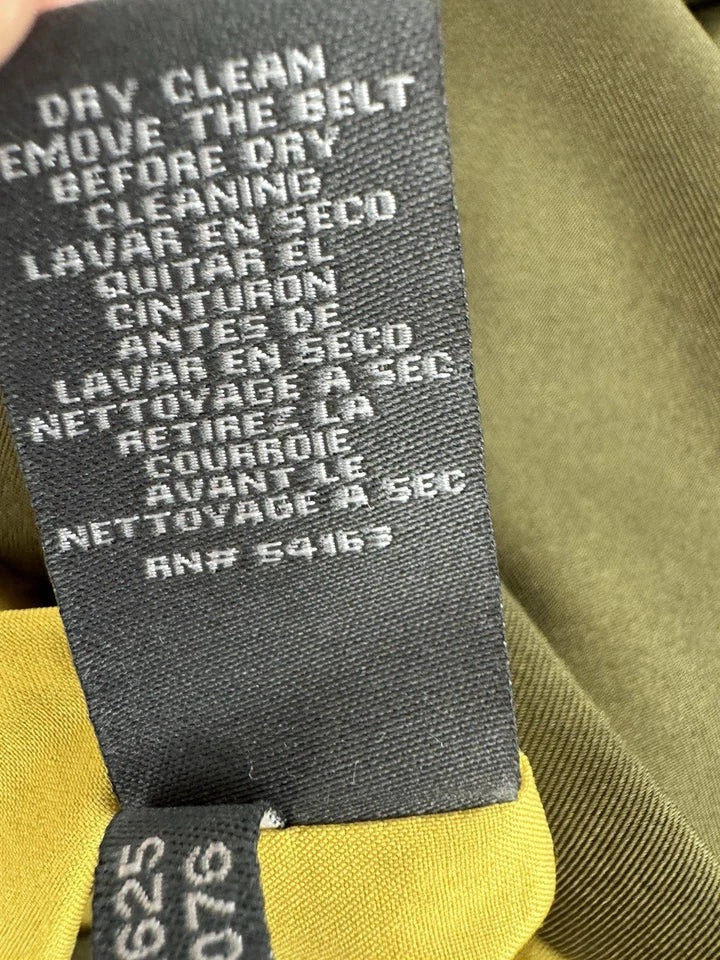 DRY CLEAN
EMOVE THE BELT
BEFORE DRY
CLEANING
LAVAR EN SECO
QUITAR EL
CINTURON
ANTES DE
LAVAR EN SECO
NETTOYAGE A SEC
RETIREZ LA
COURROIE
AVANT LE
NETTOYAGE A SEC
RN# 54163
625
076